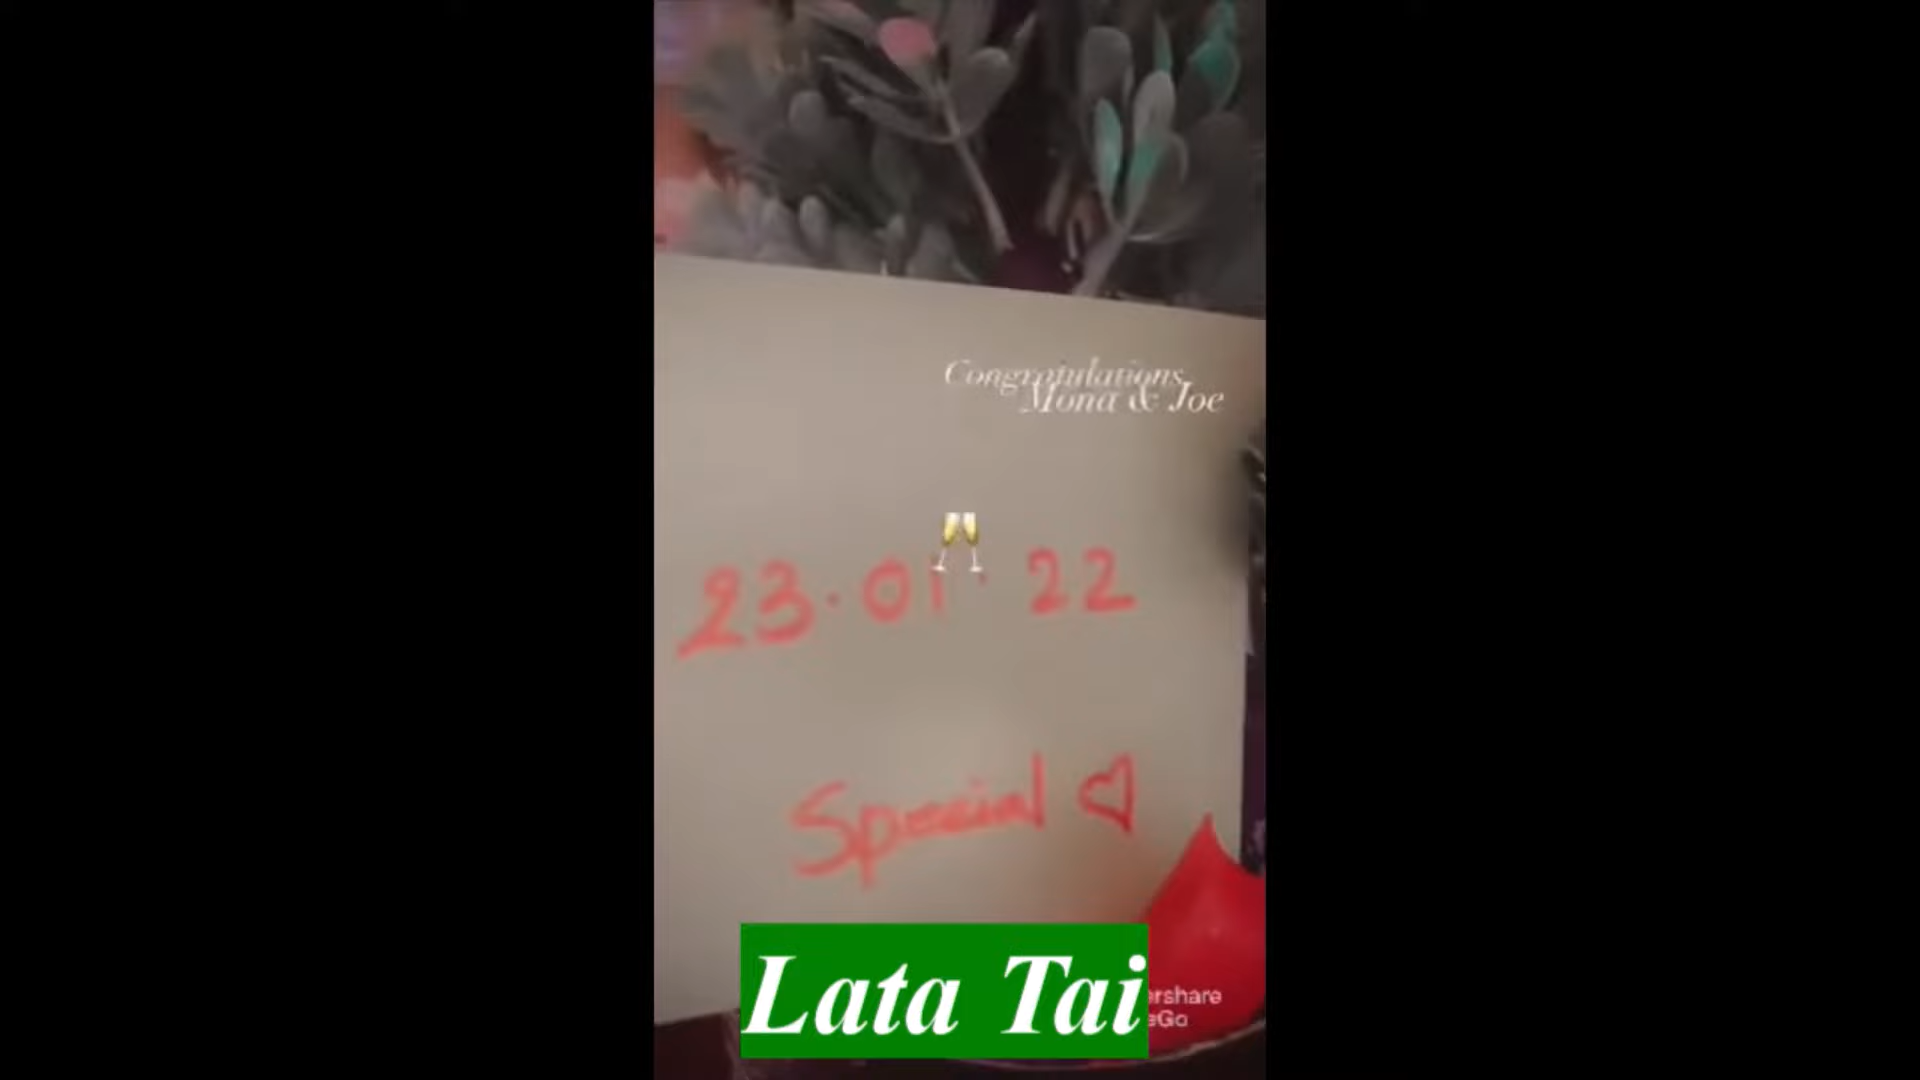 Congratulations
Mona & Joe
23.01.22
Special
Lata Tai